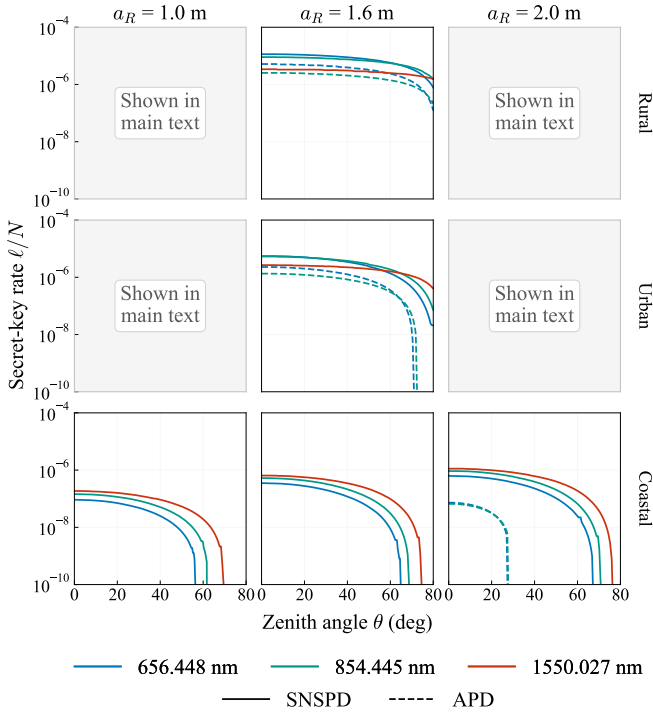 a_R = 1.0 m
a_R = 1.6 m
a_R = 2.0 m
10⁻⁴
10⁻⁶
10⁻⁸
10⁻¹⁰
Shown in
main text
Shown in
main text
Rural
10⁻⁴
10⁻⁶
10⁻⁸
10⁻¹⁰
Shown in
main text
Shown in
main text
Urban
Secret-key rate ℓ/N
10⁻⁴
10⁻⁶
10⁻⁸
10⁻¹⁰
Coastal
0 20 40 60 80 0 20 40 60 80 0 20 40 60 80
Zenith angle θ (deg)
656.448 nm 854.445 nm 1550.027 nm
SNSPD APD